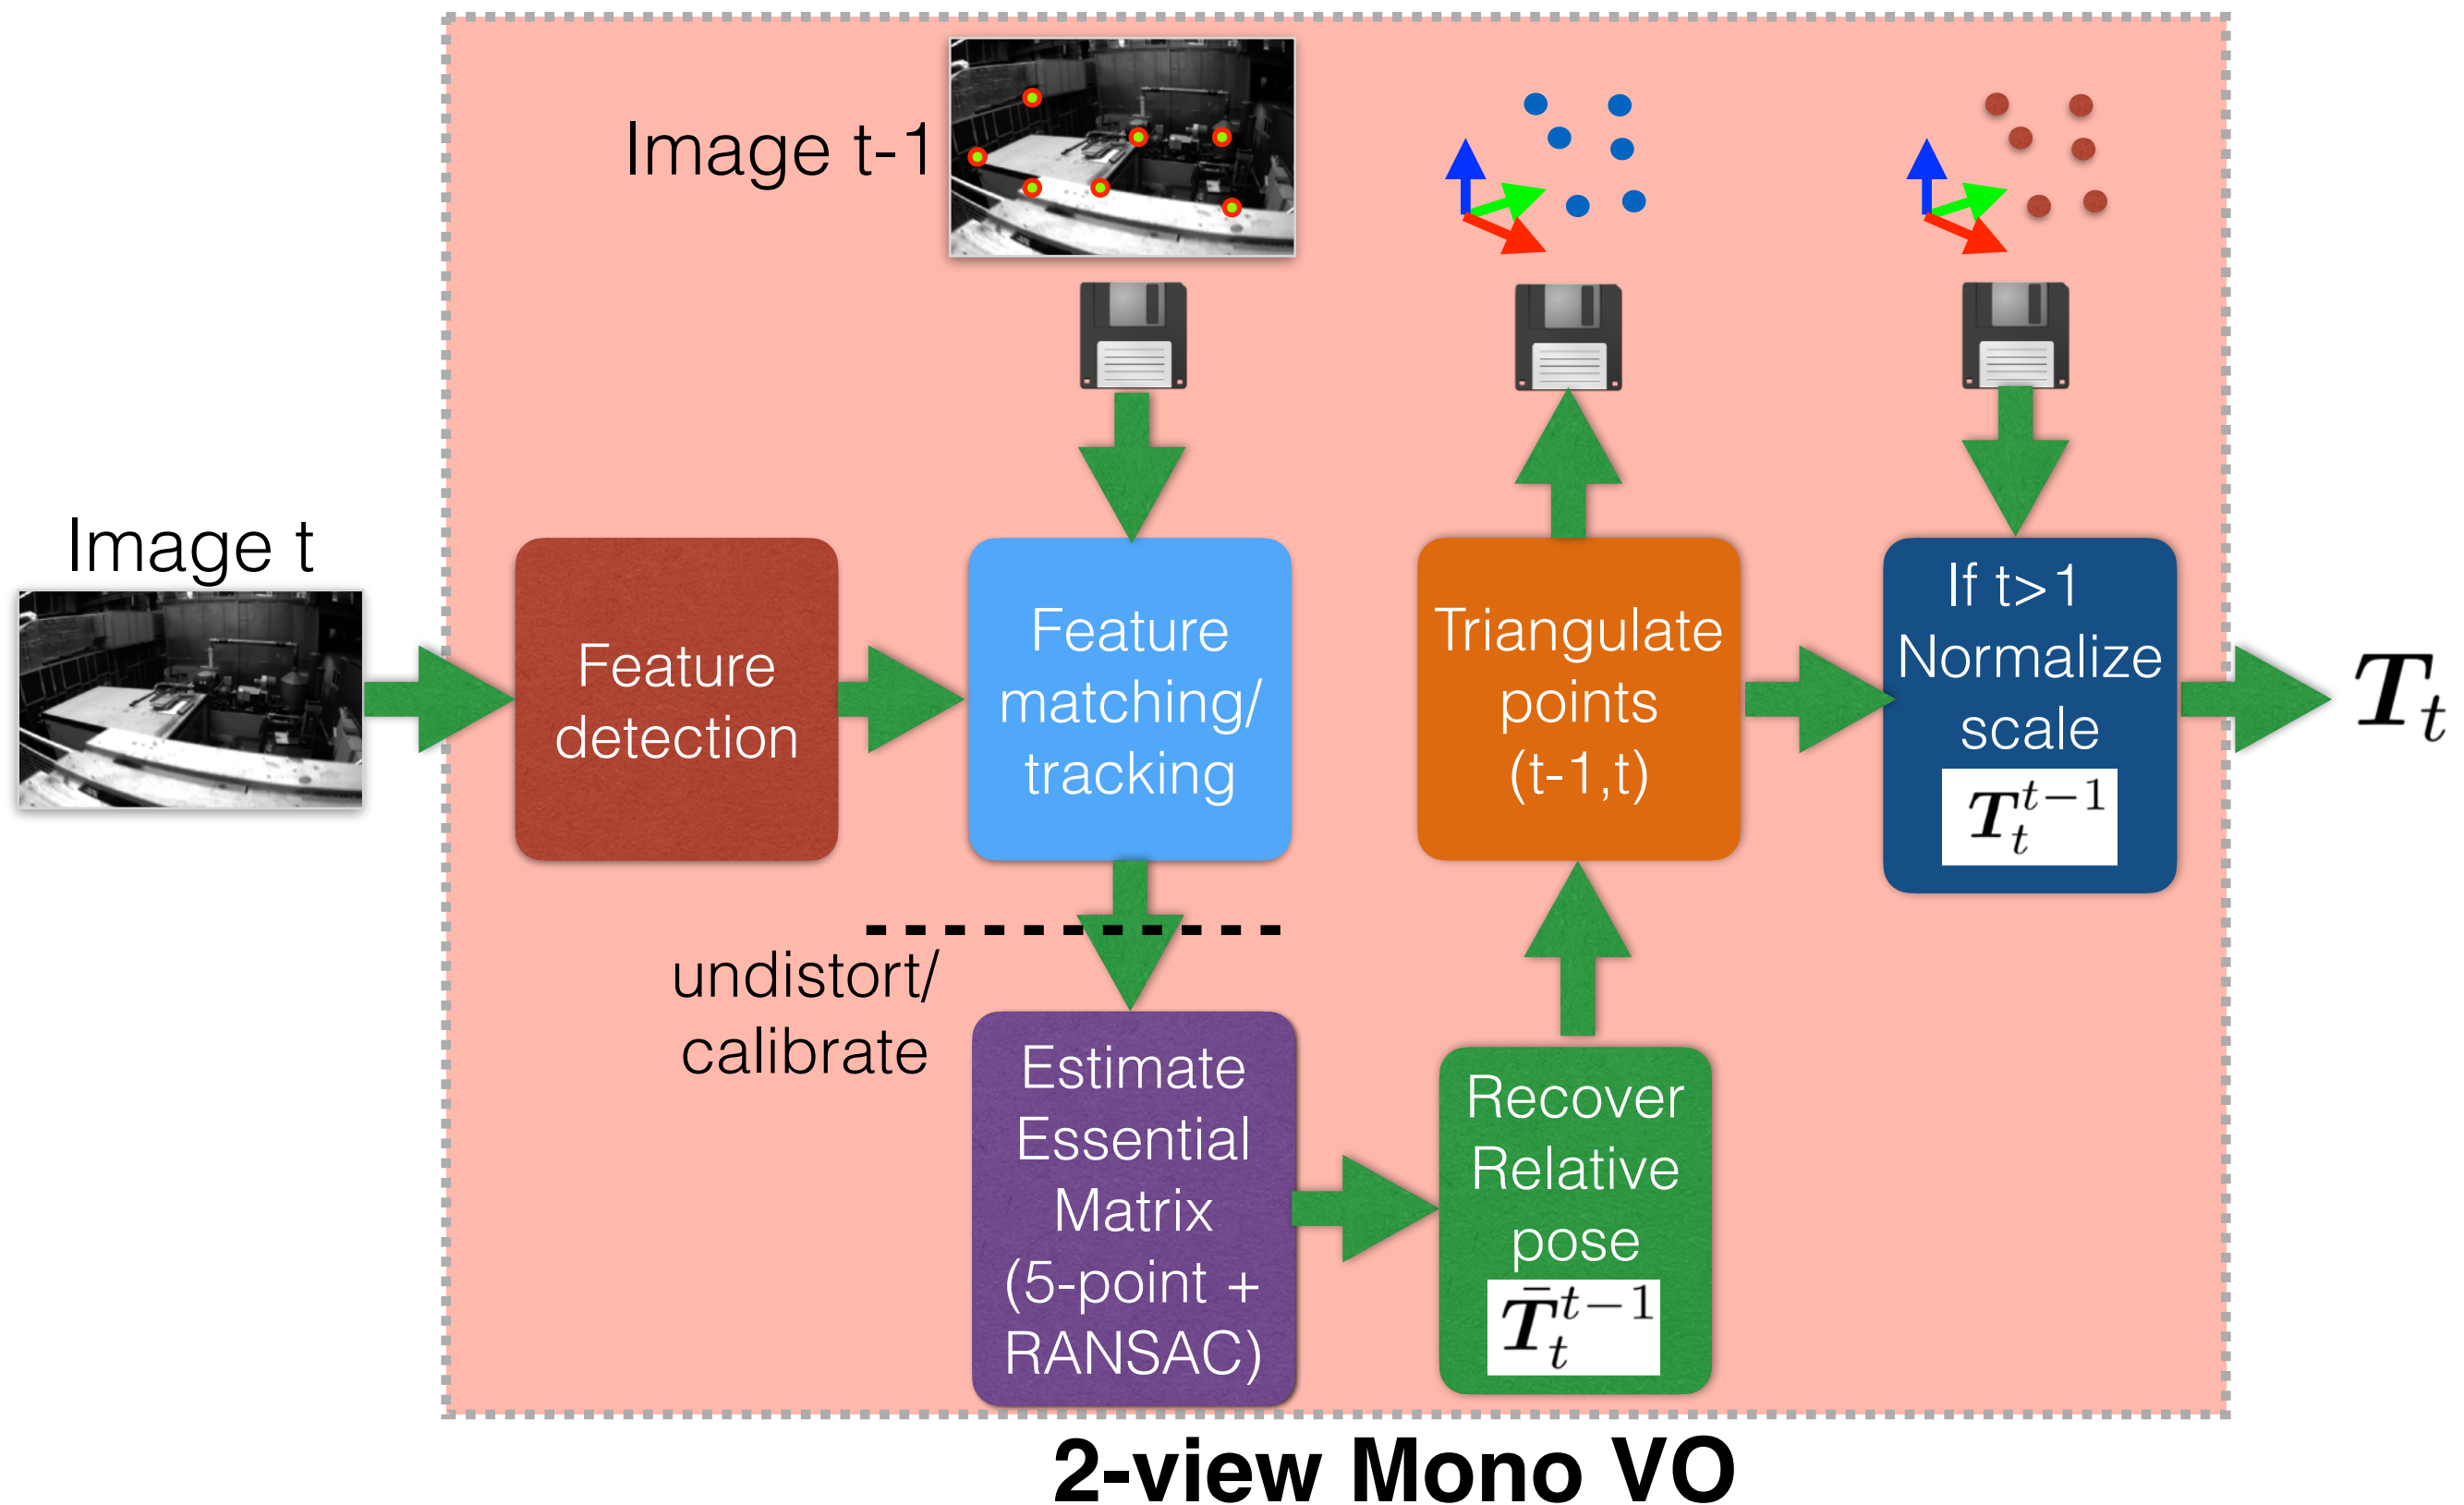 Image t-1
Image t
Feature
detection
Feature
matching/
tracking
undistort/
calibrate
Estimate
Essential
Matrix
(5-point +
RANSAC)
Recover
Relative
pose
$\bar{T}_t^{t-1}$
Triangulate
points
(t-1,t)
If t>1
Normalize
scale
$T_t^{t-1}$
$T_t$
2-view Mono VO